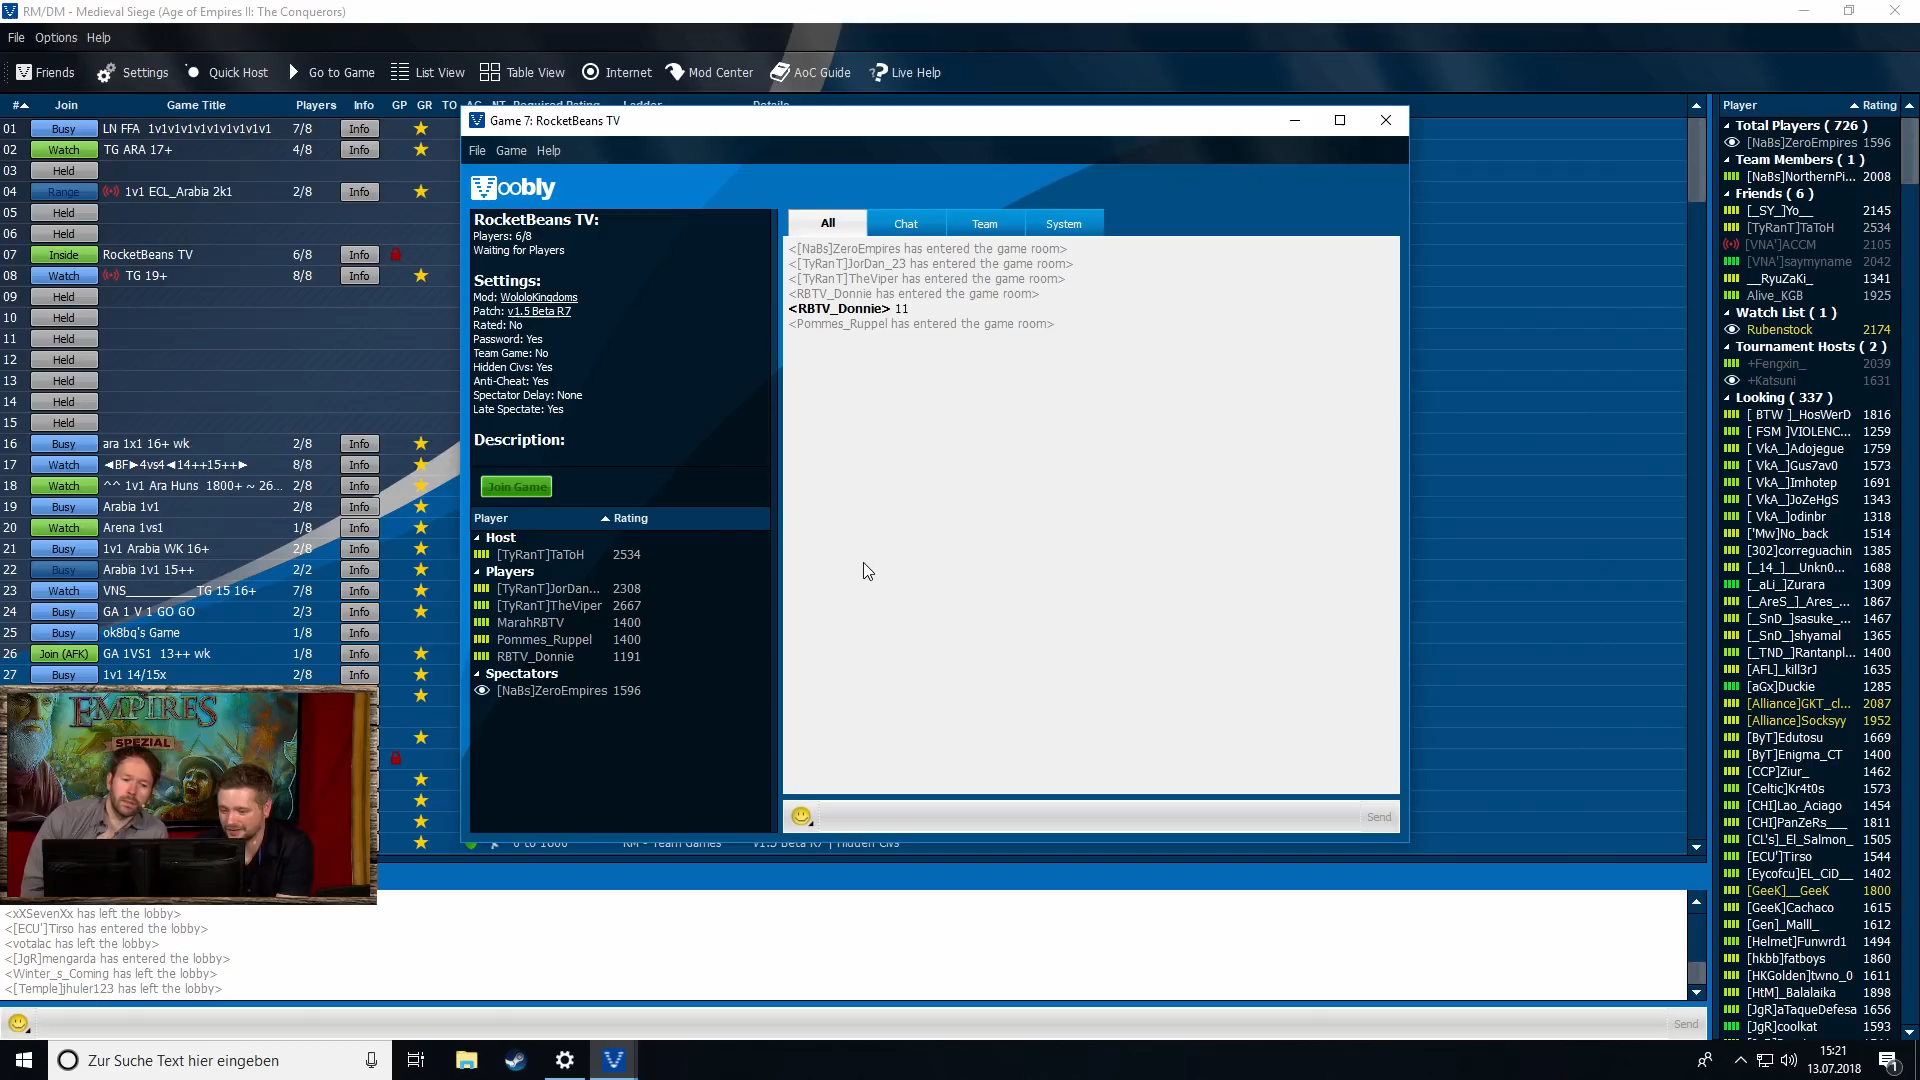 RM/DM - Medieval Siege (Age of Empires II: The Conquerors)
File Options Help
Friends Settings Quick Host Go to Game List View Table View Internet Mod Center AoC Guide Live Help
# Join Game Title Players Info GP GR TO
01 Busy LN FFA 1v1v1v1v1v1v1v1v1v1 7/8 Info
02 Watch TG ARA 17+ 4/8 Info
03 Held
04 Range 1v1 ECL_Arabia 2k1 2/8 Info
05 Held
06 Held
07 Inside RocketBeans TV 6/8 Info
08 Watch TG 19+ 8/8 Info
09 Held
10 Held
11 Held
12 Held
13 Held
14 Held
15 Held
16 Busy ara 1x1 16+ wk 2/8 Info
17 Watch ◄BF►4vs4◄14++15++► 8/8 Info
18 Watch ^^ 1v1 Ara Huns 1800+ ~ 26... 2/8 Info
19 Busy Arabia 1v1 2/8 Info
20 Watch Arena 1vs1 1/8 Info
21 Busy 1v1 Arabia WK 16+ 2/8 Info
22 Busy Arabia 1v1 15++ 2/2 Info
23 Watch VNS__________TG 15 16+ 7/8 Info
24 Busy GA 1 V 1 GO GO 2/3 Info
25 Busy ok8bq's Game 1/8 Info
26 Join (AFK) GA 1VS1 13++ wk 1/8 Info
27 Busy 1v1 14/15x 2/8 Info
Game 7: RocketBeans TV
File Game Help
Voobly
RocketBeans TV:
Players: 6/8
Waiting for Players
Settings:
Mod: WololoKingdoms
Patch: v1.5 Beta R7
Rated: No
Password: Yes
Team Game: No
Hidden Civs: Yes
Anti-Cheat: Yes
Spectator Delay: None
Late Spectate: Yes
Description:
Join Game
Player Rating
Host
[TyRanT]TaToH 2534
Players
[TyRanT]JorDan... 2308
[TyRanT]TheViper 2667
MarahRBTV 1400
Pommes_Ruppel 1400
RBTV_Donnie 1191
Spectators
[NaBs]ZeroEmpires 1596
All Chat Team System
<[NaBs]ZeroEmpires has entered the game room>
<[TyRanT]JorDan_23 has entered the game room>
<[TyRanT]TheViper has entered the game room>
<RBTV_Donnie has entered the game room>
<RBTV_Donnie> 11
<Pommes_Ruppel has entered the game room>
Send
Player Rating
Total Players ( 726 )
[NaBs]ZeroEmpires 1596
Team Members ( 1 )
[NaBs]NorthernPi... 2008
Friends ( 6 )
[_SY_]Yo__ 2145
[TyRanT]TaToH 2534
[VNA']ACCM 2105
[VNA']saymyname 2042
__RyuZaKi_ 1341
Alive_KGB 1925
Watch List ( 1 )
Rubenstock 2174
Tournament Hosts ( 2 )
+Fengxin_ 2039
+Katsuni 1631
Looking ( 337 )
[ BTW ]_HosWerD 1816
[ FSM ]VIOLENC... 1259
[ VkA_]Adojegue 1759
[ VkA_]Gus7av0 1573
[ VkA_]Imhotep 1691
[ VkA_]JoZeHgS 1343
[ VkA_]odinbr 1318
['Mw]No_back 1514
[302]correguachin 1385
[_14_]__Unkn0... 1688
[_aLi_]Zurara 1309
[_AreS_]_Ares_... 1867
[_SnD_]sasuke_... 1467
[_SnD_]shyamal 1365
[_TND_]Rantanpl... 1400
[AFL]_kill3rJ 1635
[aGx]Duckie 1285
[Alliance]GKT_cl... 2087
[Alliance]Socksyy 1952
[ByT]Edutosu 1669
[ByT]Enigma_CT 1400
[CCP]Ziur_ 1462
[Celtic]Kr4t0s 1573
[CHI]Lao_Aciago 1454
[CHI]PanZeRs___ 1811
[CL's]_El_Salmon_ 1505
[ECU']Tirso 1544
[Eycofcu]EL_CiD__ 1402
[GeeK]__GeeK 1800
[GeeK]Cachaco 1615
[Gen]_Malll_ 1612
[Helmet]Funwrd1 1494
[hkbb]fatboys 1860
[HKGolden]twno_0 1611
[HtM]_Balalaika 1898
[JgR]aTaqueDefesa 1656
[JgR]coolkat 1593
EMPIRES
SPEZIAL
<xXSevenXx has left the lobby>
<[ECU']Tirso has entered the lobby>
<votalac has left the lobby>
<[JgR]mengarda has entered the lobby>
<Winter_s_Coming has left the lobby>
<[Temple]jhuler123 has left the lobby>
Send
Zur Suche Text hier eingeben
15:21
13.07.2018
1